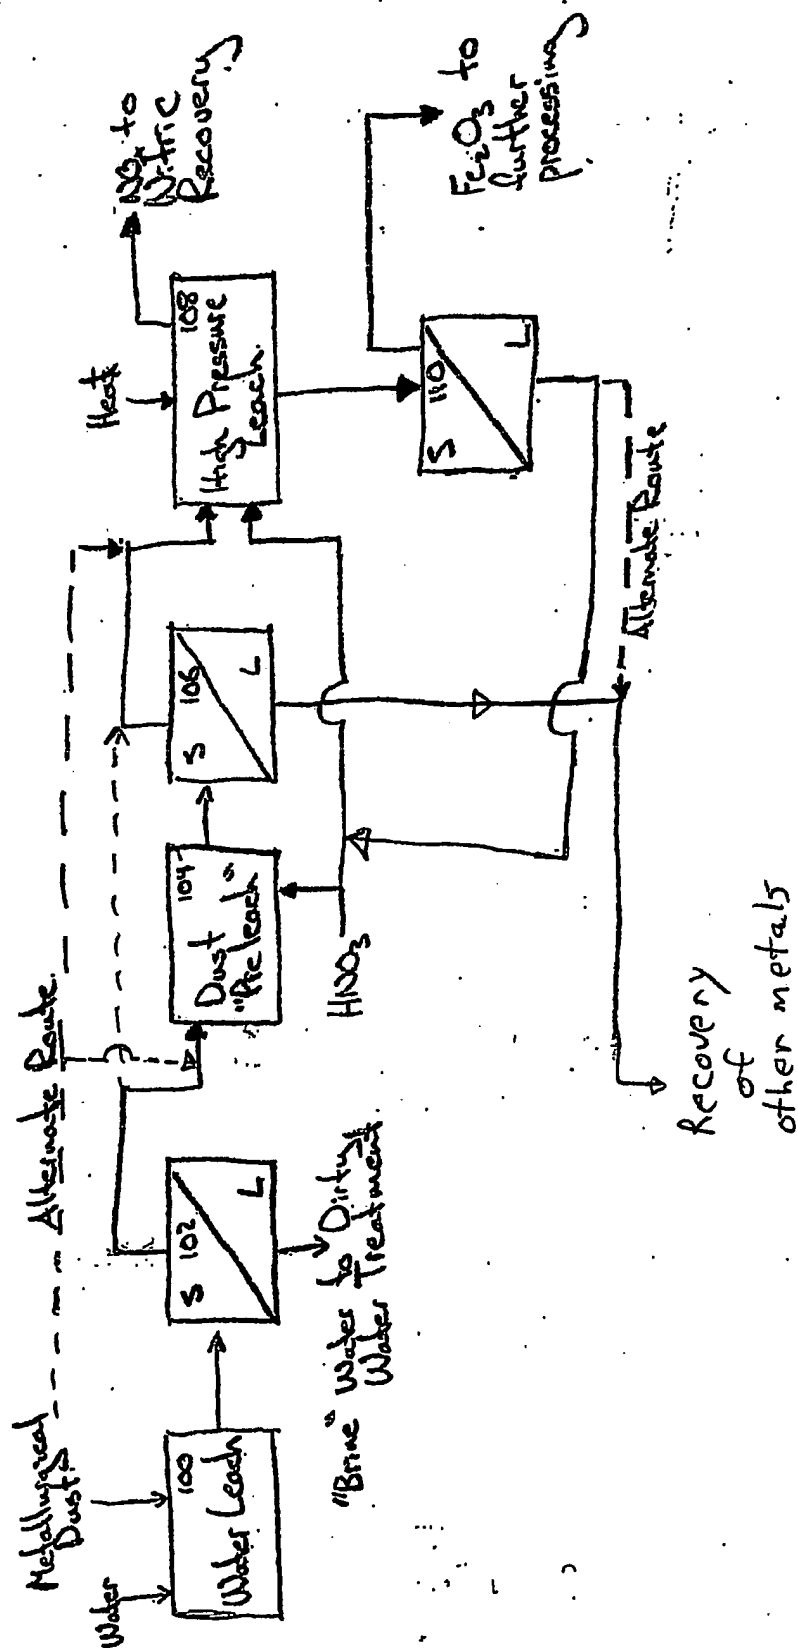 Water
Metallurgical
Dust
Alternate Route
100
Water Leach
S 102
L
"Brine" Water to Dirty
Water Treatment
104
Dust
"Preleach"
HNO3
S 106
L
Heat
108
High Pressure
Leach
NOx to
Nitric
Recovery
S 110
L
Fe2O3 to
further
processing
Alternate Route
Recovery
of
other metals